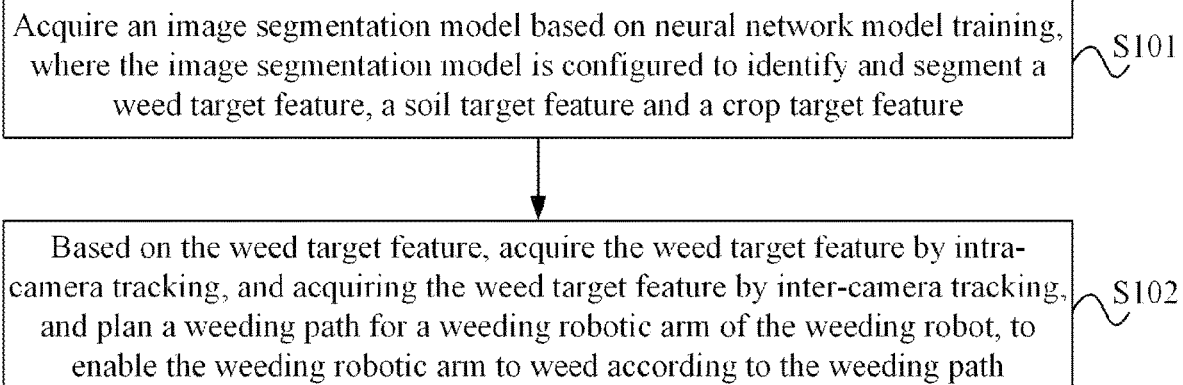 Acquire an image segmentation model based on neural network model training,
where the image segmentation model is configured to identify and segment a
weed target feature, a soil target feature and a crop target feature
S101
Based on the weed target feature, acquire the weed target feature by intra-
camera tracking, and acquiring the weed target feature by inter-camera tracking,
and plan a weeding path for a weeding robotic arm of the weeding robot, to
enable the weeding robotic arm to weed according to the weeding path
S102